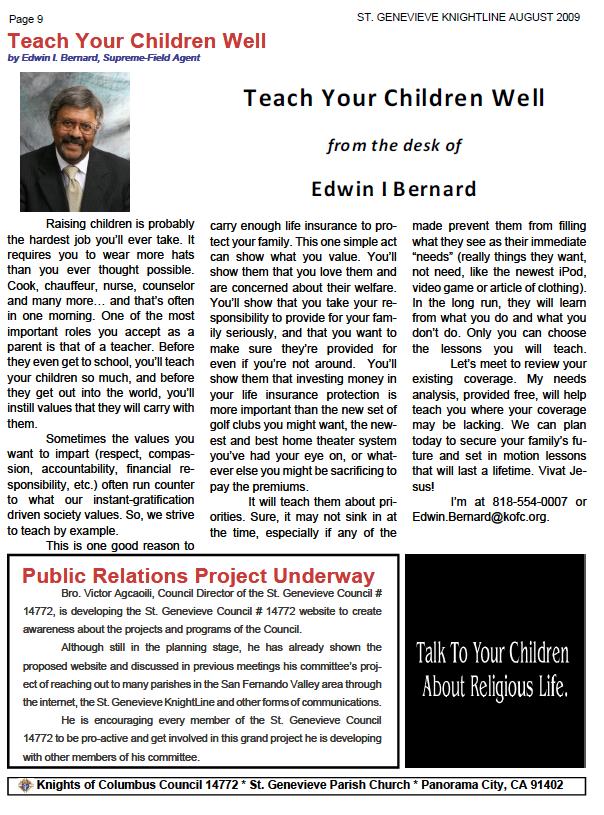 Page 9
ST. GENEVIEVE KNIGHTLINE AUGUST 2009
Teach Your Children Well
by Edwin I. Bernard, Supreme-Field Agent
Teach Your Children Well
from the desk of
Edwin I Bernard
Raising children is probably
the hardest job you'll ever take. It
requires you to wear more hats
than you ever thought possible.
Cook, chauffeur, nurse, counselor
and many more… and that's often
in one morning. One of the most
important roles you accept as a
parent is that of a teacher. Before
they even get to school, you'll teach
your children so much, and before
they get out into the world, you'll
instill values that they will carry with
them.
Sometimes the values you
want to impart (respect, compas-
sion, accountability, financial re-
sponsibility, etc.) often run counter
to what our instant-gratification
driven society values. So, we strive
to teach by example.
This is one good reason to
carry enough life insurance to pro-
tect your family. This one simple act
can show what you value. You'll
show them that you love them and
are concerned about their welfare.
You'll show that you take your re-
sponsibility to provide for your fam-
ily seriously, and that you want to
make sure they're provided for
even if you're not around. You'll
show them that investing money in
your life insurance protection is
more important than the new set of
golf clubs you might want, the new-
est and best home theater system
you've had your eye on, or what-
ever else you might be sacrificing to
pay the premiums.
It will teach them about pri-
orities. Sure, it may not sink in at
the time, especially if any of the
made prevent them from filling
what they see as their immediate
"needs" (really things they want,
not need, like the newest iPod,
video game or article of clothing).
In the long run, they will learn
from what you do and what you
don't do. Only you can choose
the lessons you will teach.
Let's meet to review your
existing coverage. My needs
analysis, provided free, will help
teach you where your coverage
may be lacking. We can plan
today to secure your family's fu-
ture and set in motion lessons
that will last a lifetime. Vivat Je-
sus!
I'm at 818-554-0007 or
Edwin.Bernard@kofc.org.
Public Relations Project Underway
Bro. Victor Agcaoili, Council Director of the St. Genevieve Council #
14772, is developing the St. Genevieve Council # 14772 website to create
awareness about the projects and programs of the Council.
Although still in the planning stage, he has already shown the
proposed website and discussed in previous meetings his committee's proj-
ect of reaching out to many parishes in the San Fernando Valley area through
the internet, the St. Genevieve KnightLine and other forms of communications.
He is encouraging every member of the St. Genevieve Council
14772 to be pro-active and get involved in this grand project he is developing
with other members of his committee.
Talk To Your Children
About Religious Life.
Knights of Columbus Council 14772 * St. Genevieve Parish Church * Panorama City, CA 91402